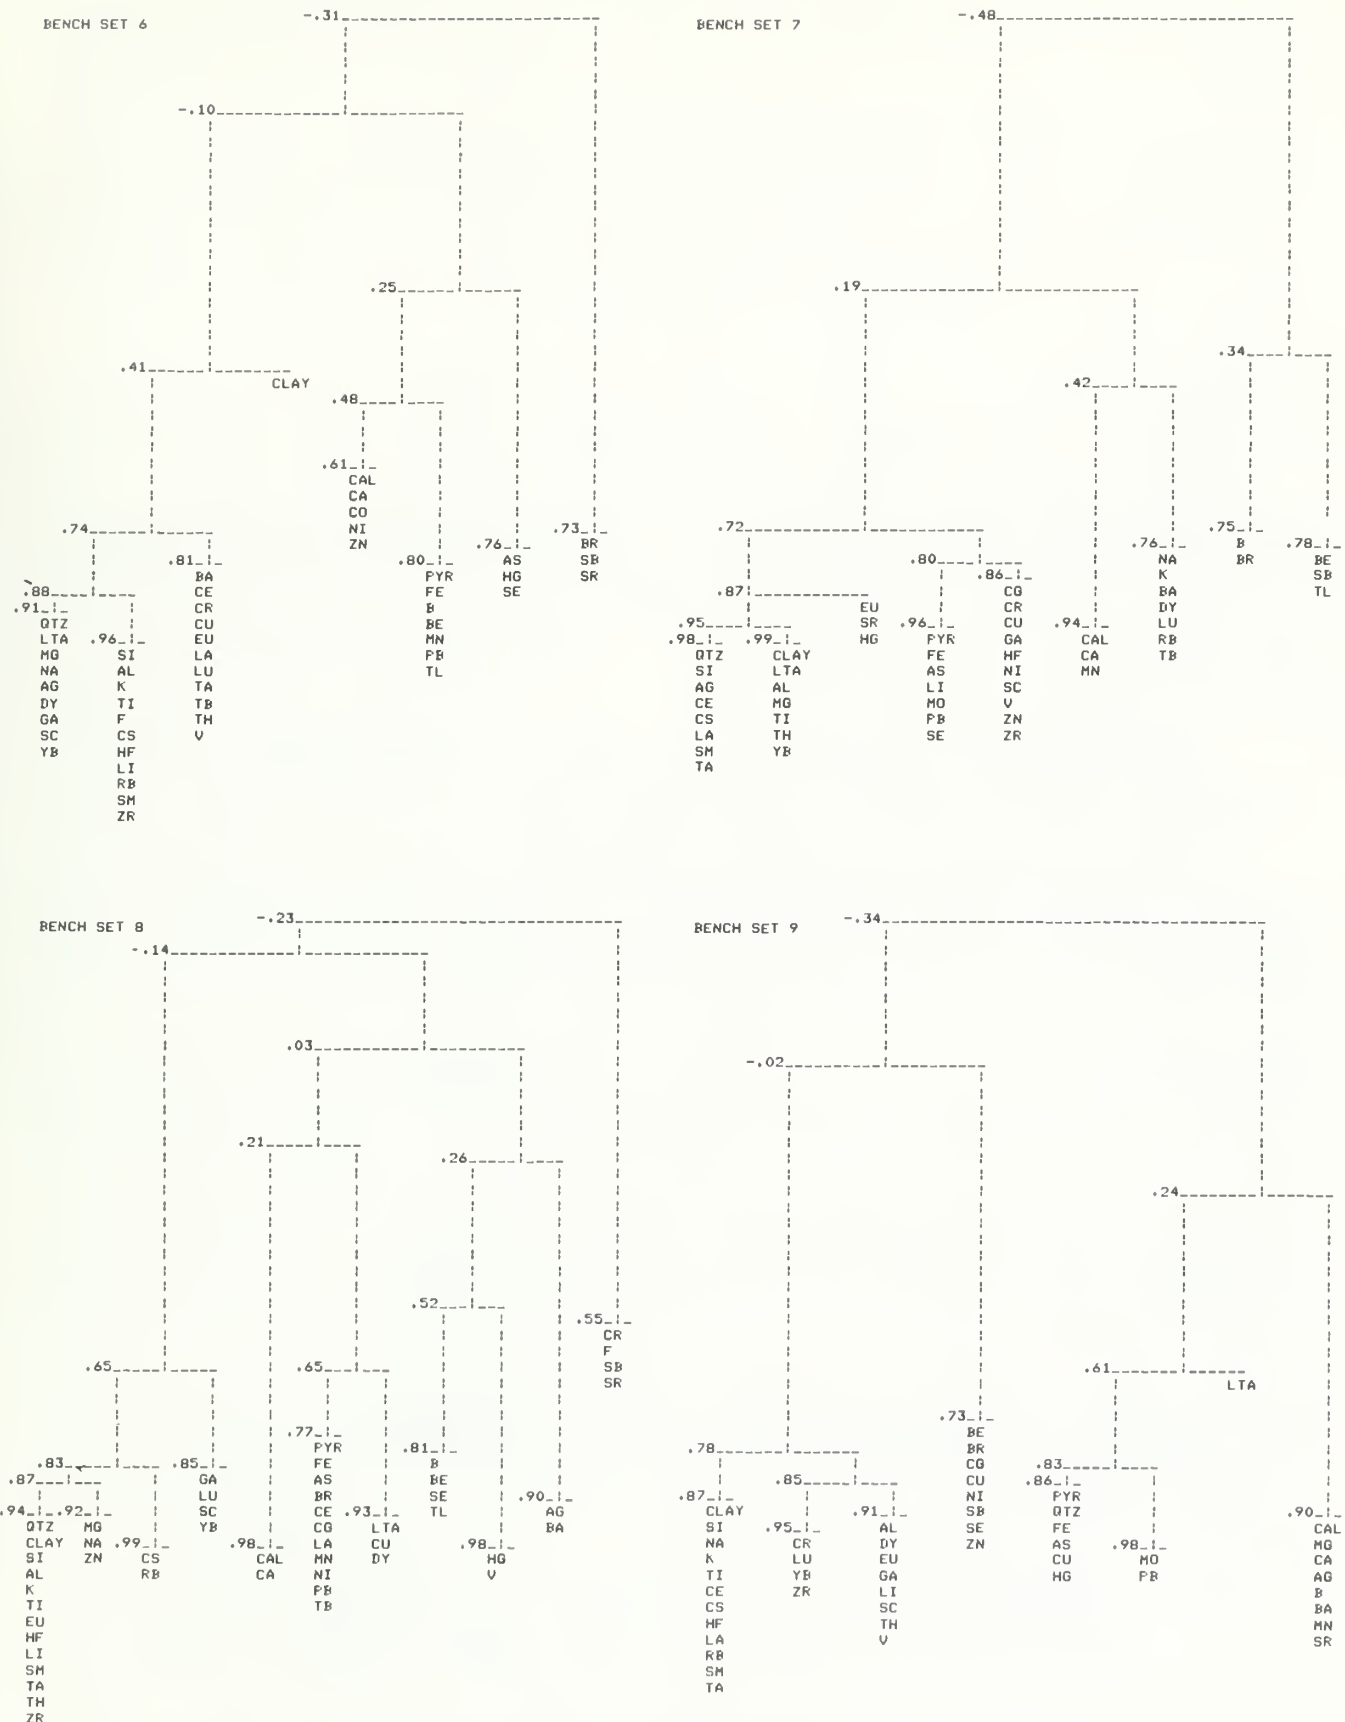 BENCH SET 6
-.31
-.10
.25
.41
CLAY
.48
.61
CAL
CA
CO
NI
ZN
.74
.80
PYR
FE
B
BE
MN
PB
TL
.76
AS
HG
SE
.73
BR
SB
SR
.81
BA
CE
CR
CU
EU
LA
LU
TA
TB
TH
V
.88
.91
QTZ
LTA
MG
NA
AG
DY
GA
SC
YB
.96
SI
AL
K
TI
F
CS
HF
LI
RB
SM
ZR
BENCH SET 7
-.48
.19
.34
.42
.72
.75
B
BR
.78
BE
SB
TL
.76
NA
K
BA
DY
LU
RB
TB
.80
.86
CG
CR
CU
GA
HF
NI
SC
V
ZN
ZR
.87
EU
SR
HG
.95
.98
QTZ
SI
AG
CE
CS
LA
SM
TA
.99
CLAY
LTA
AL
MG
TI
TH
YB
.96
PYR
FE
AS
LI
MO
PB
SE
.94
CAL
CA
MN
BENCH SET 8
-.23
-.14
.03
.21
.26
.52
.55
CR
F
SB
SR
.65
.65
.77
PYR
FE
AS
BR
CE
CG
LA
MN
NI
PB
TB
.93
LTA
CU
DY
.81
B
BE
SE
TL
.98
HG
V
.90
AG
BA
.83
.85
GA
LU
SC
YB
.87
.94
QTZ
CLAY
SI
AL
K
TI
EU
HF
LI
SM
TA
TH
ZR
.92
MG
NA
ZN
.99
CS
RB
.98
CAL
CA
BENCH SET 9
-.34
-.02
.24
.61
LTA
.73
BE
BR
CG
CU
NI
SB
SE
ZN
.78
.83
.86
PYR
QTZ
FE
AS
CU
HG
.98
MO
PB
.85
.87
CLAY
SI
NA
K
TI
CE
CS
HF
LA
RB
SM
TA
.95
CR
LU
YB
ZR
.91
AL
DY
EU
GA
LI
SC
TH
V
.90
CAL
MG
CA
AG
B
BA
MN
SR